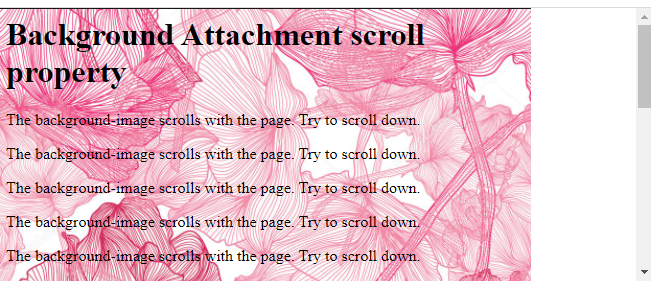 Background Attachment scroll
property
The background-image scrolls with the page. Try to scroll down.
The background-image scrolls with the page. Try to scroll down.
The background-image scrolls with the page. Try to scroll down.
The background-image scrolls with the page. Try to scroll down.
The background-image scrolls with the page. Try to scroll down.